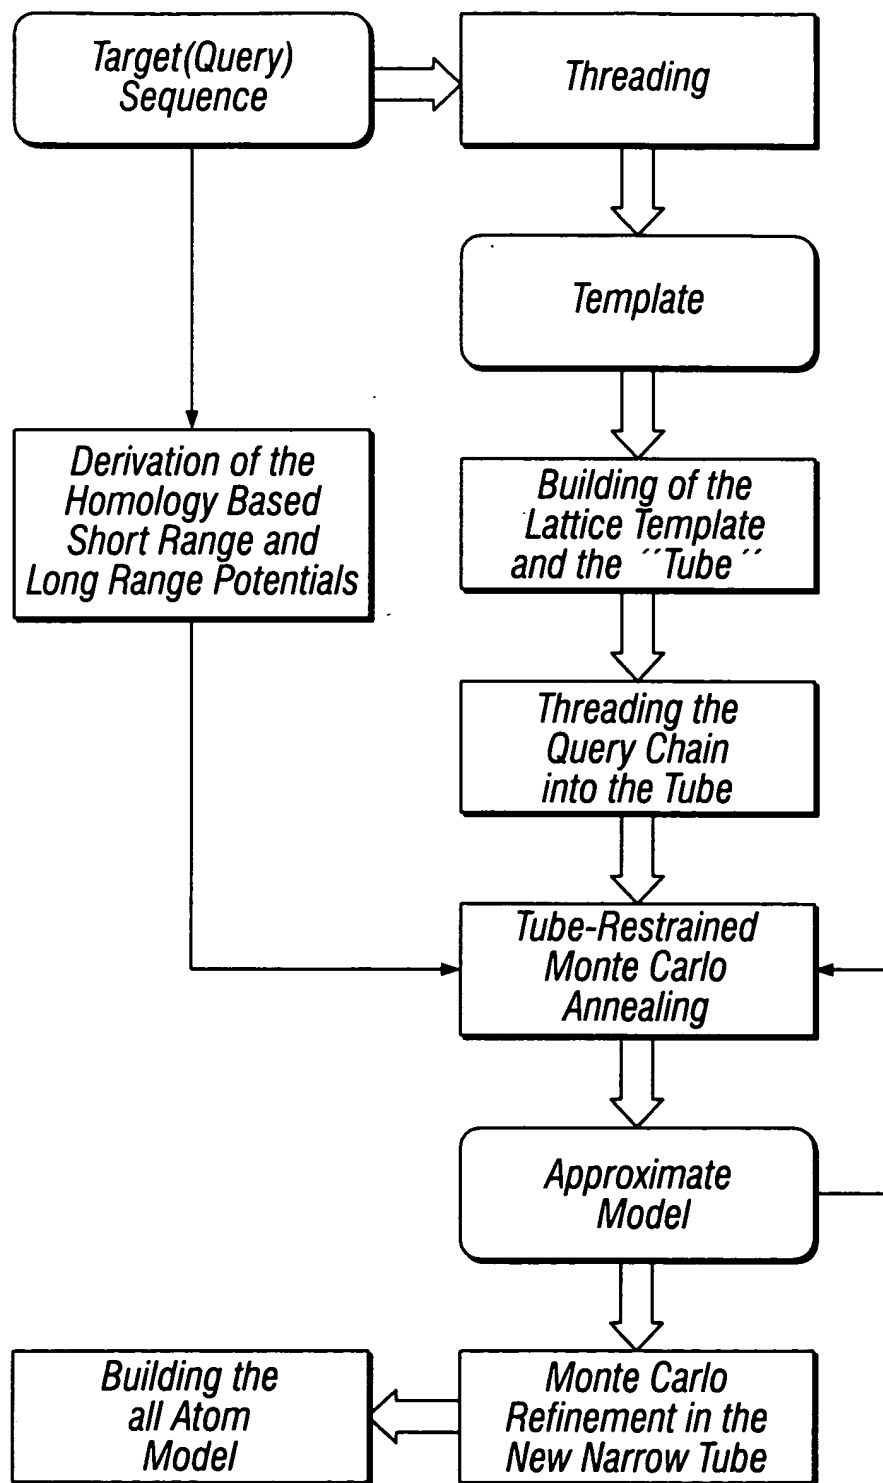 Target(Query)
Sequence
Threading
Template
Derivation of the
Homology Based
Short Range and
Long Range Potentials
Building of the
Lattice Template
and the ´´Tube´´
Threading the
Query Chain
into the Tube
Tube-Restrained
Monte Carlo
Annealing
Approximate
Model
Building the
all Atom
Model
Monte Carlo
Refinement in the
New Narrow Tube